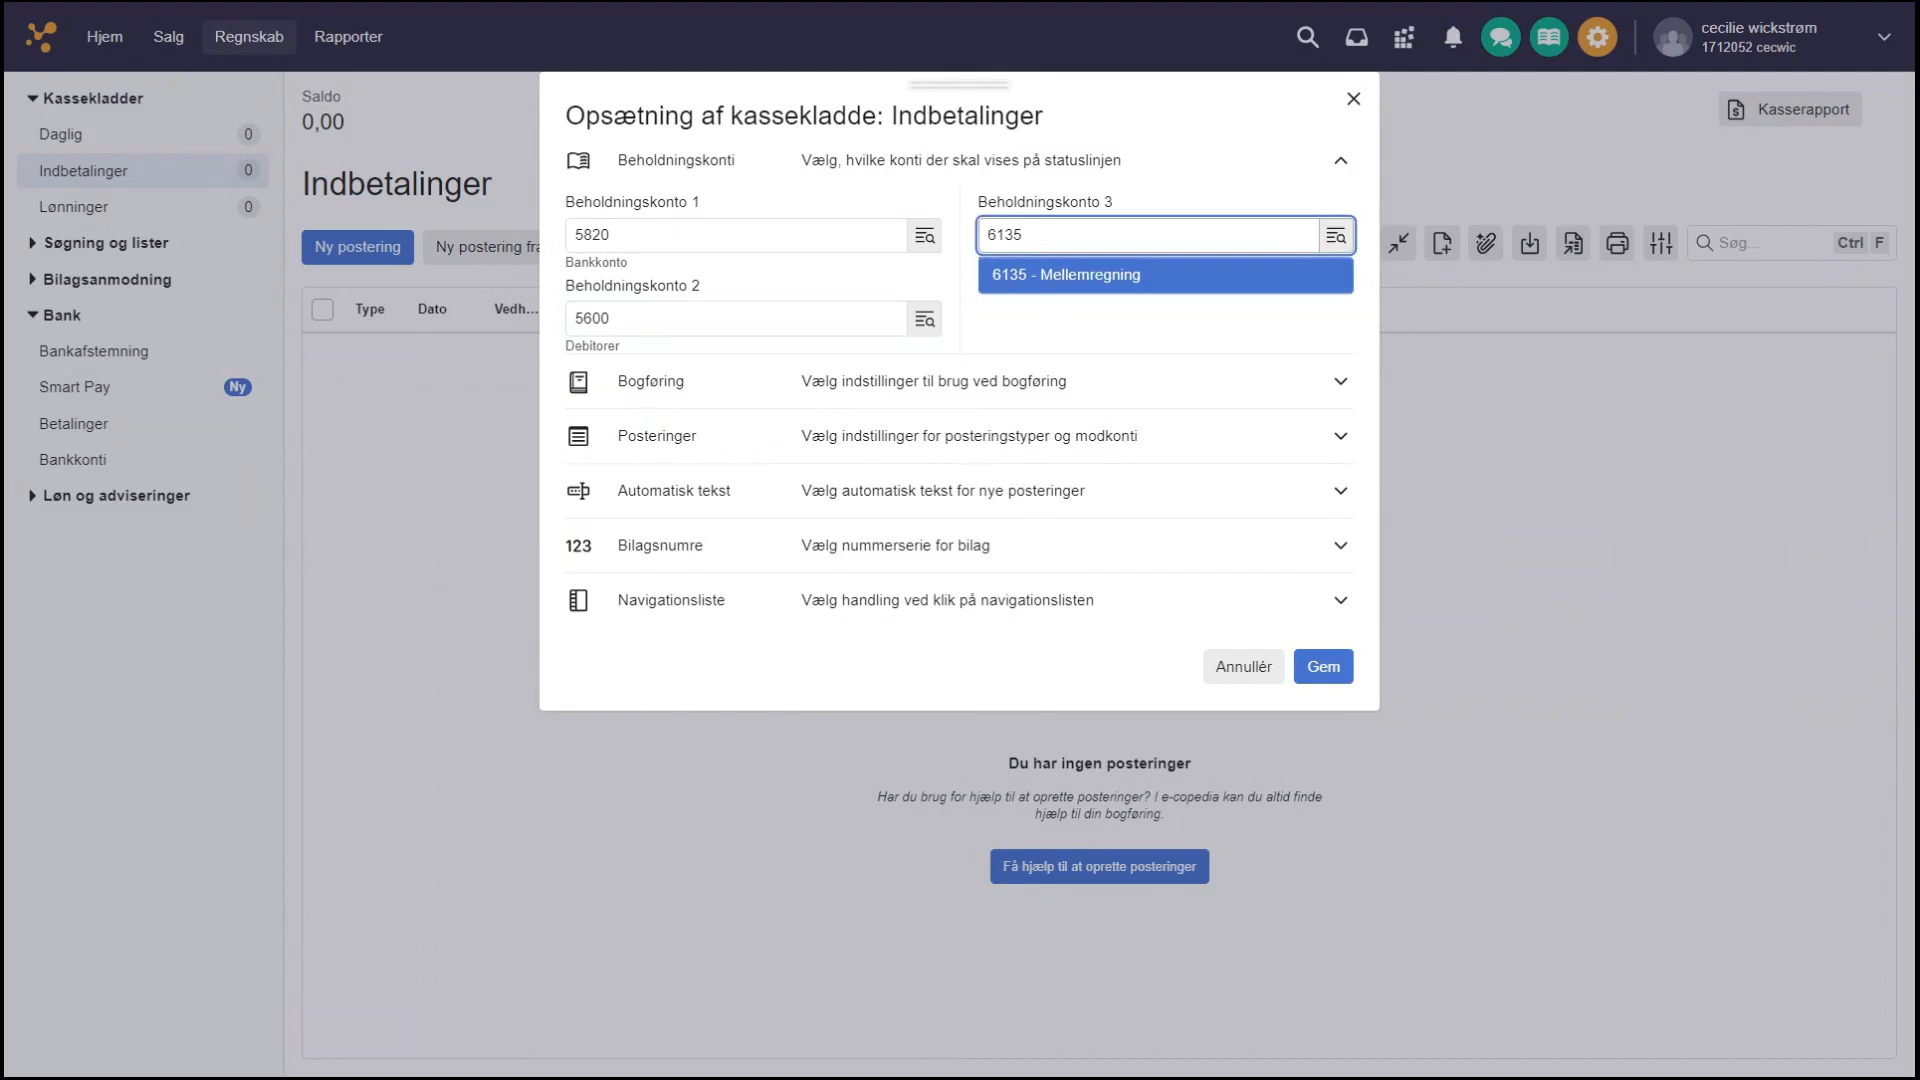 Hjem
Salg
Regnskab
Rapporter
cecilie wickstrøm
1712052 cecwic
Kassekladder
Daglig 0
Indbetalinger 0
Lønninger 0
Søgning og lister
Bilagsanmodning
Bank
Bankafstemning
Smart Pay Ny
Betalinger
Bankkonti
Løn og adviseringer
Saldo
0,00
Kasserapport
Indbetalinger
Ny postering
Ny postering fra
Søg...
Ctrl F
Type Dato Vedh...
Opsætning af kassekladde: Indbetalinger
Beholdningskonti Vælg, hvilke konti der skal vises på statuslinjen
Beholdningskonto 1
5820
Bankkonto
Beholdningskonto 2
5600
Debitorer
Beholdningskonto 3
6135
6135 - Mellemregning
Bogføring Vælg indstillinger til brug ved bogføring
Posteringer Vælg indstillinger for posteringstyper og modkonti
Automatisk tekst Vælg automatisk tekst for nye posteringer
123 Bilagsnumre Vælg nummerserie for bilag
Navigationsliste Vælg handling ved klik på navigationslisten
Annullér
Gem
Du har ingen posteringer
Har du brug for hjælp til at oprette posteringer? I e-copedia kan du altid finde
hjælp til din bogføring.
Få hjælp til at oprette posteringer